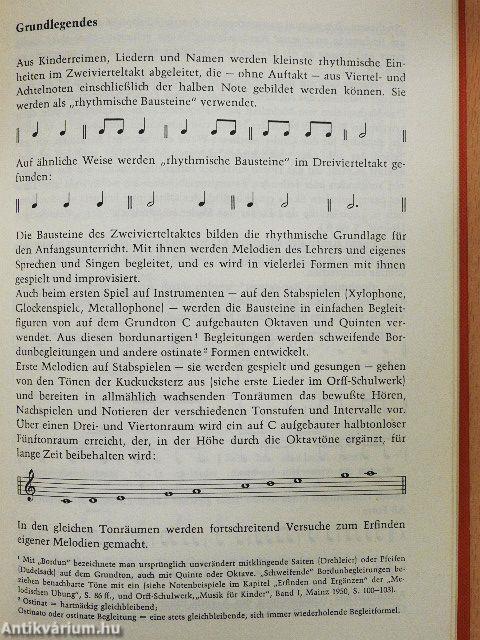 Grundlegendes
Aus Kinderreimen, Liedern und Namen werden kleinste rhythmische Ein-
heiten im Zweivierteltakt abgeleitet, die — ohne Auftakt — aus Viertel- und
Achtelnoten einschließlich der halben Note gebildet werden können. Sie
werden als „rhythmische Bausteine" verwendet.
Auf ähnliche Weise werden „rhythmische Bausteine" im Dreivierteltakt ge-
funden:
Die Bausteine des Zweivierteltaktes bilden die rhythmische Grundlage für
den Anfangsunterricht. Mit ihnen werden Melodien des Lehrers und eigenes
Sprechen und Singen begleitet, und es wird in vielerlei Formen mit ihnen
gespielt und improvisiert.
Auch beim ersten Spiel auf Instrumenten — auf den Stabspielen (Xylophone,
Glockenspiele, Metallophone) — werden die Bausteine in einfachen Begleit-
figuren von auf dem Grundton C aufgebauten Oktaven und Quinten ver-
wendet. Aus diesen bordunartigen¹ Begleitungen werden schweifende Bor-
dunbegleitungen und andere ostinate² Formen entwickelt.
Erste Melodien auf Stabspielen — sie werden gespielt und gesungen — gehen
von den Tönen der Kuckucksterz aus (siehe erste Lieder im Orff-Schulwerk)
und bereiten in allmählich wachsenden Tonräumen das bewußte Hören,
Nachspielen und Notieren der verschiedenen Tonstufen und Intervalle vor.
Über einen Drei- und Viertonraum wird ein auf C aufgebauter halbtonloser
Fünftonraum erreicht, der, in der Höhe durch die Oktavtöne ergänzt, für
lange Zeit beibehalten wird:
In den gleichen Tonräumen werden fortschreitend Versuche zum Erfinden
eigener Melodien gemacht.
¹ Mit „Bordun" bezeichnete man ursprünglich unverändert mitklingende Saiten (Drehleier) oder Pfeifen
(Dudelsack) auf dem Grundton, auch mit Quinte oder Oktave. „Schweifende" Bordunbegleitungen be-
ziehen benachbarte Töne mit ein (siehe Notenbeispiele im Kapitel „Erfinden und Ergänzen" der „Me-
lodischen Übung", S. 86 ff., und Orff-Schulwerk, „Musik für Kinder", Band I, Mainz 1950, S. 100—103).
² Ostinat = hartnäckig gleichbleibend;
Ostinato oder ostinate Begleitung = eine stets gleichbleibende, sich immer wiederholende Begleitformel.
Antikvárium.hu